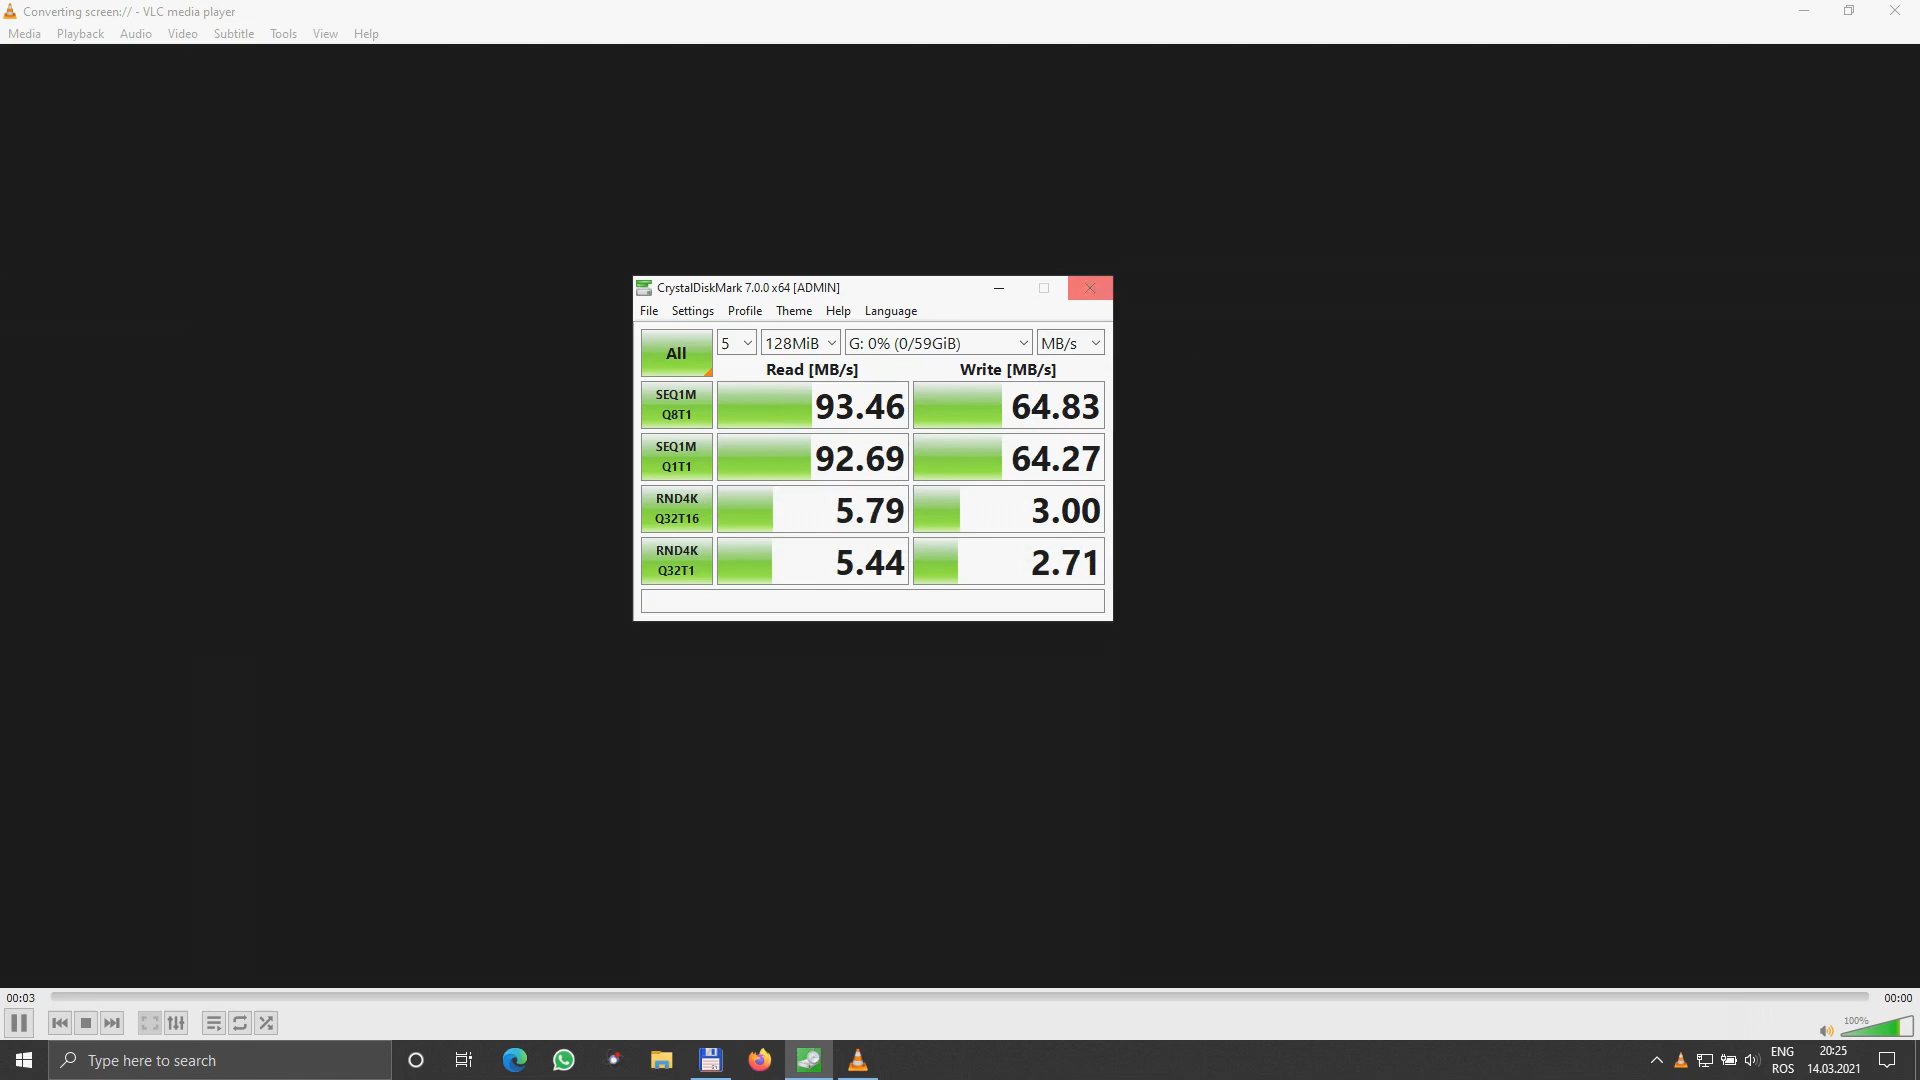 Converting screen:// - VLC media player
Media Playback Audio Video Subtitle Tools View Help
CrystalDiskMark 7.0.0 x64 [ADMIN]
File Settings Profile Theme Help Language
All 5 128MiB G: 0% (0/59GiB) MB/s
Read [MB/s] Write [MB/s]
SEQ1M
Q8T1
93.46 64.83
SEQ1M
Q1T1
92.69 64.27
RND4K
Q32T16
5.79 3.00
RND4K
Q32T1
5.44 2.71
00:03 00:00
100%
Type here to search
ENG
ROS
20:25
14.03.2021